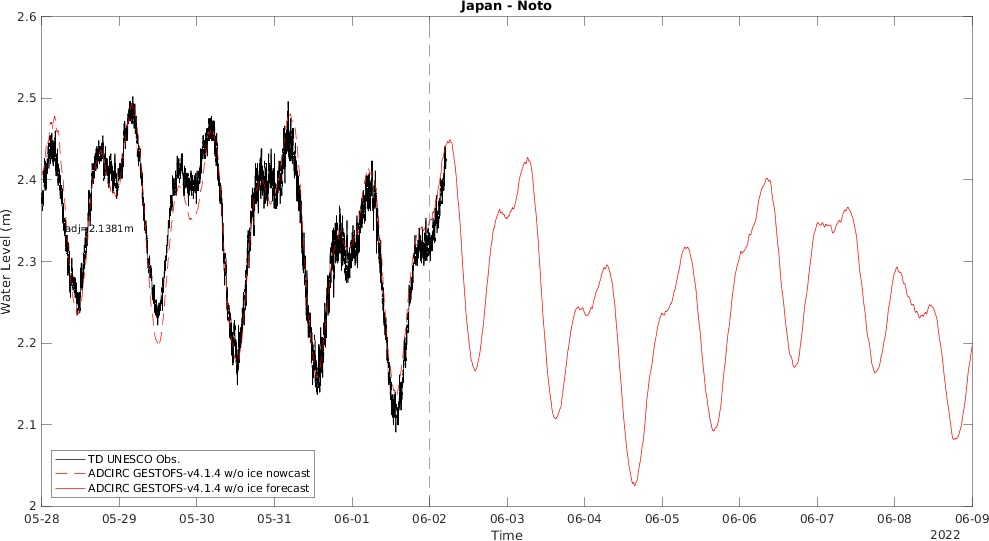 Japan - Noto
2.6
2.5
2.4
2.3
2.2
2.1
2
Water Level (m)
adj=2.1381m
TD UNESCO Obs.
ADCIRC GESTOFS-v4.1.4 w/o ice nowcast
ADCIRC GESTOFS-v4.1.4 w/o ice forecast
05-28 05-29 05-30 05-31 06-01 06-02 06-03 06-04 06-05 06-06 06-07 06-08 06-09
Time
2022